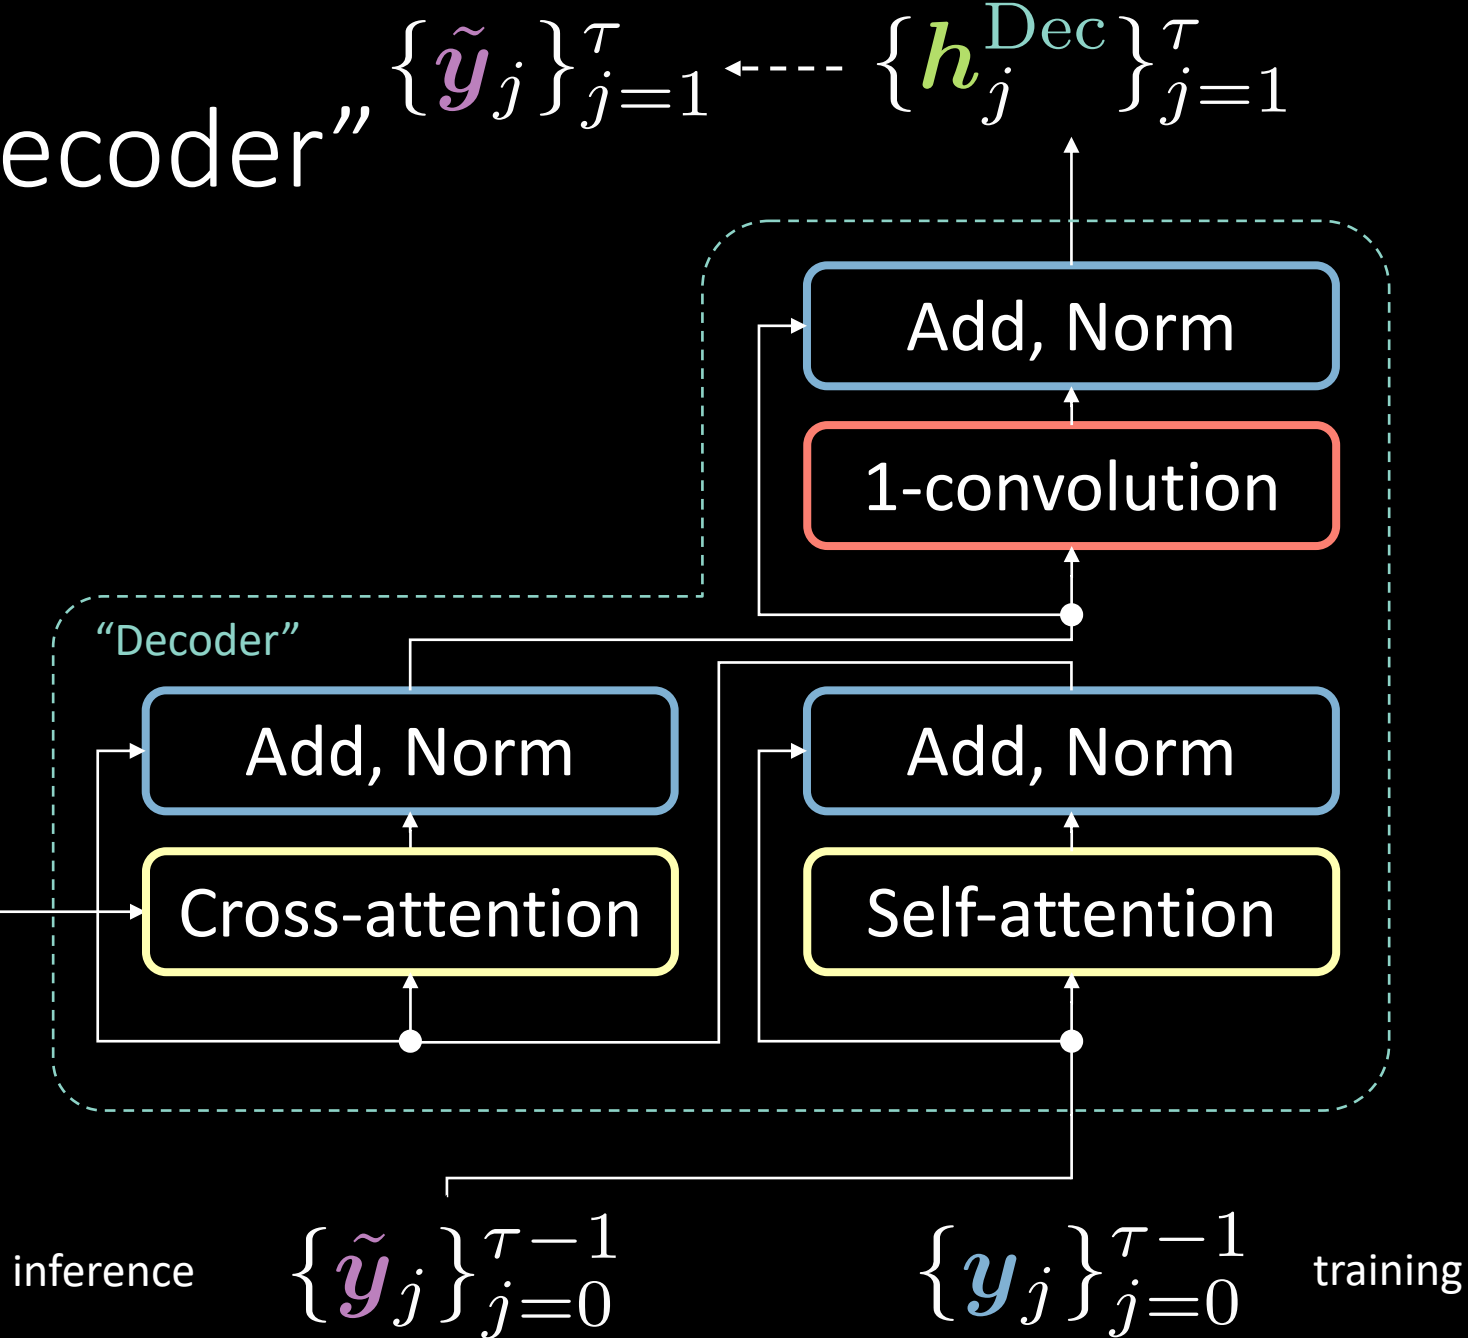 {ỹ_j}_{j=1}^{τ} {h_j^{Dec}}_{j=1}^{τ}
ecoder”
Add, Norm
1-convolution
“Decoder”
Add, Norm Add, Norm
Cross-attention Self-attention
inference {ỹ_j}_{j=0}^{τ−1} {y_j}_{j=0}^{τ−1} training